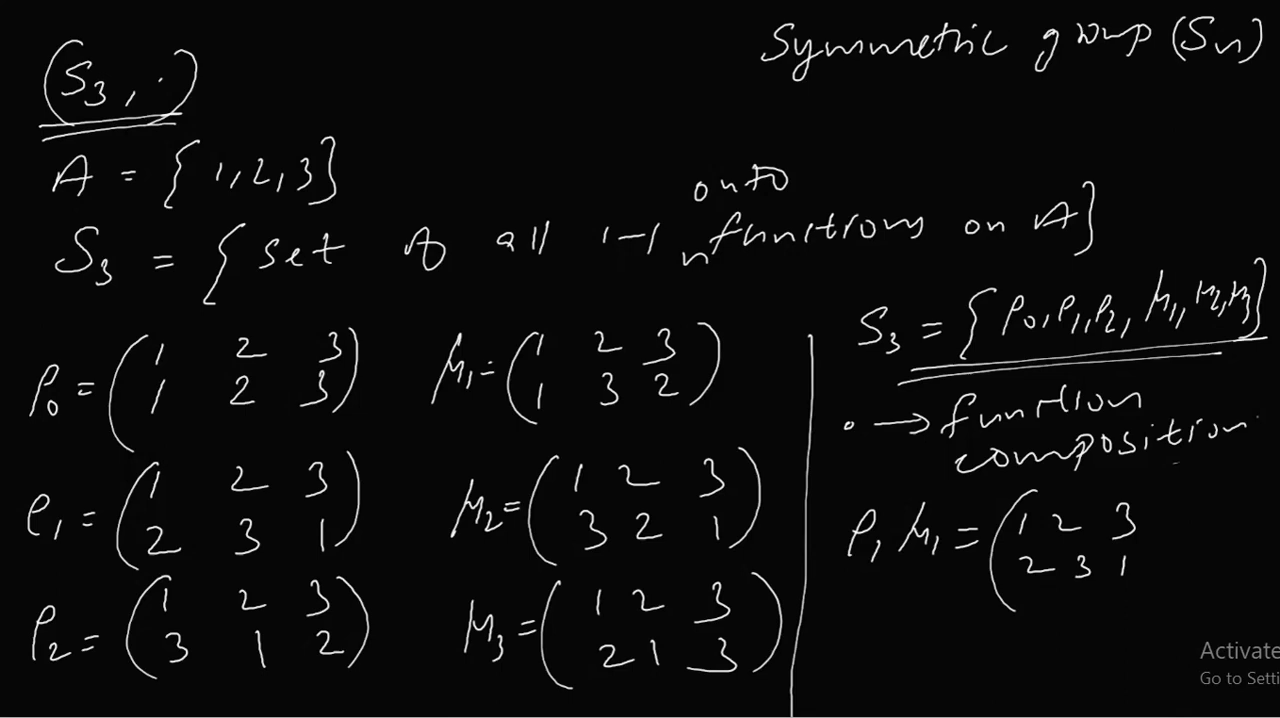 Symmetric group (Sn)
(S3, ·)
A = {1,2,3}
onto
S3 = {set of all 1-1 functions on A}
S3 = {ρ0, ρ1, ρ2, μ1, μ2, μ3}
ρ0 = (1 2 3
1 2 3)
μ1 = (1 2 3
1 3 2)
· → function
composition
ρ1 = (1 2 3
2 3 1)
μ2 = (1 2 3
3 2 1)
ρ1 μ1 = (1 2 3
2 3 1
ρ2 = (1 2 3
3 1 2)
μ3 = (1 2 3
2 1 3)
Activate
Go to Setti